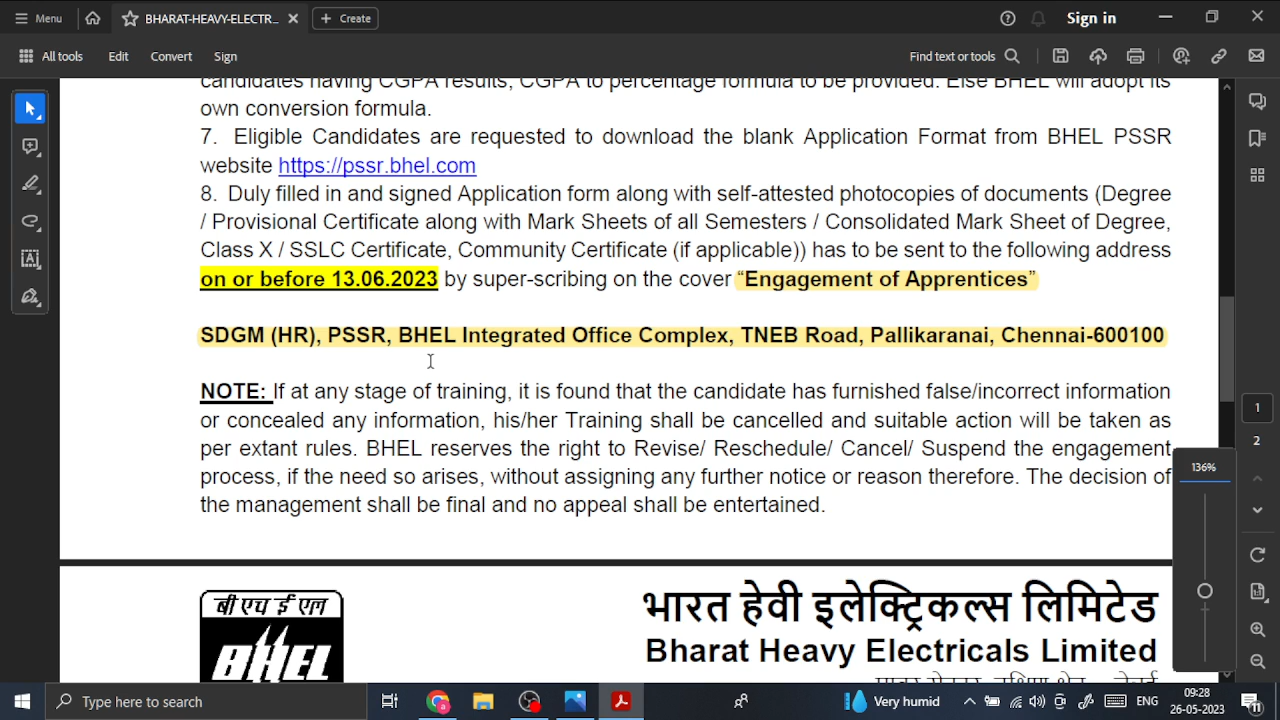 Menu
BHARAT-HEAVY-ELECTR...
+ Create
Sign in
All tools
Edit
Convert
Sign
Find text or tools
candidates having CGPA results, CGPA to percentage formula to be provided. Else BHEL will adopt its
own conversion formula.
7. Eligible Candidates are requested to download the blank Application Format from BHEL PSSR
website https://pssr.bhel.com
8. Duly filled in and signed Application form along with self-attested photocopies of documents (Degree
/ Provisional Certificate along with Mark Sheets of all Semesters / Consolidated Mark Sheet of Degree,
Class X / SSLC Certificate, Community Certificate (if applicable)) has to be sent to the following address
on or before 13.06.2023 by super-scribing on the cover “Engagement of Apprentices”
SDGM (HR), PSSR, BHEL Integrated Office Complex, TNEB Road, Pallikaranai, Chennai-600100
NOTE: If at any stage of training, it is found that the candidate has furnished false/incorrect information
or concealed any information, his/her Training shall be cancelled and suitable action will be taken as
per extant rules. BHEL reserves the right to Revise/ Reschedule/ Cancel/ Suspend the engagement
process, if the need so arises, without assigning any further notice or reason therefore. The decision of
the management shall be final and no appeal shall be entertained.
1
2
136%
बी एच ई एल
BHEL
भारत हेवी इलेक्ट्रिकल्स लिमिटेड
Bharat Heavy Electricals Limited
Type here to search
Very humid
ENG
09:28
26-05-2023
11